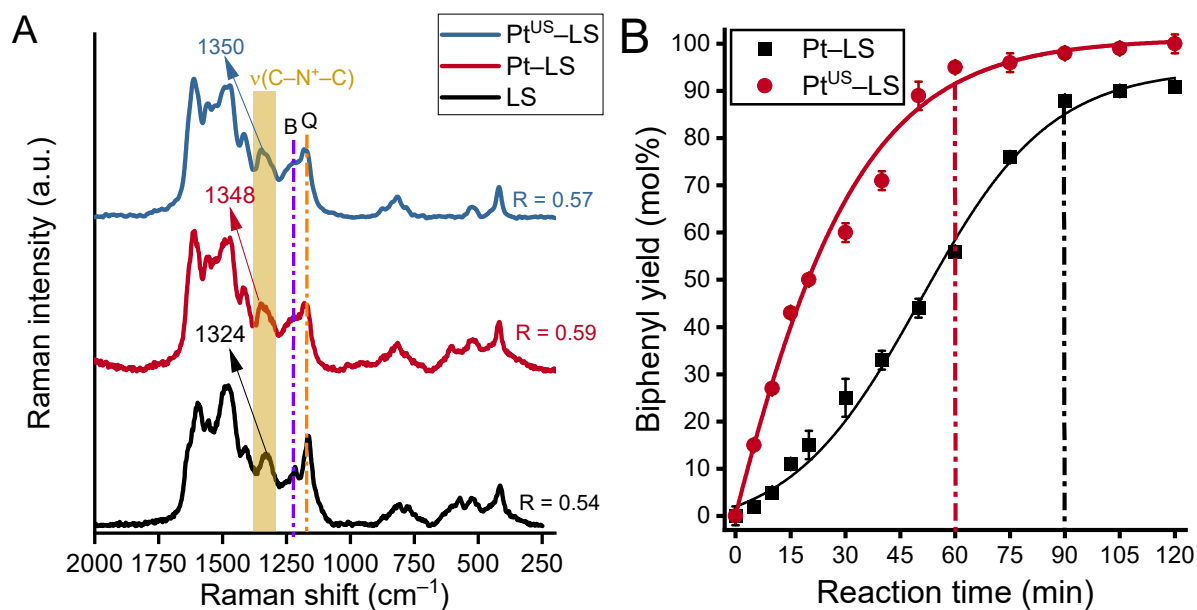 A
Pt^US–LS
Pt–LS
LS
1350
ν(C–N⁺–C)
B
Q
R = 0.57
1348
R = 0.59
1324
R = 0.54
Raman intensity (a.u.)
2000 1750 1500 1250 1000 750 500 250
Raman shift (cm⁻¹)
B
Pt–LS
Pt^US–LS
100
90
80
70
60
50
40
30
20
10
0
Biphenyl yield (mol%)
0 15 30 45 60 75 90 105 120
Reaction time (min)